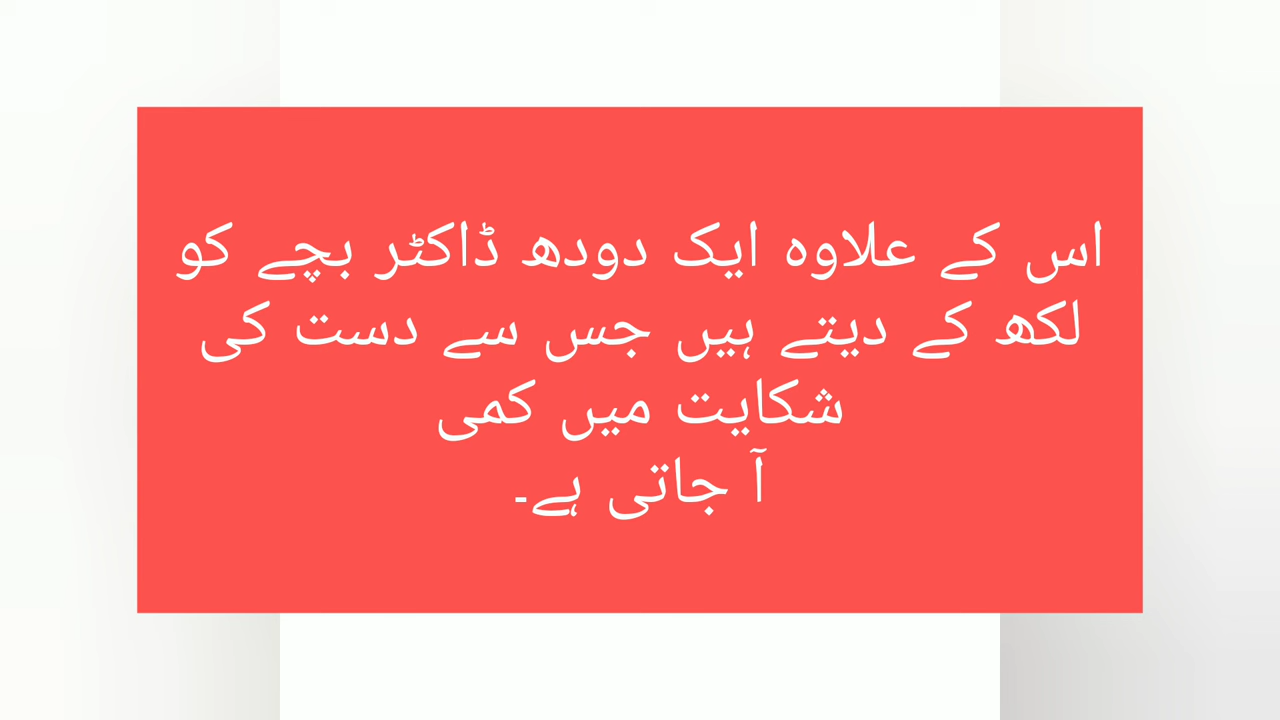 اس کے علاوہ ایک دودھ ڈاکٹر بچے کو
لکھ کے دیتے ہیں جس سے دست کی
شکایت میں کمی
آ جاتی ہے۔